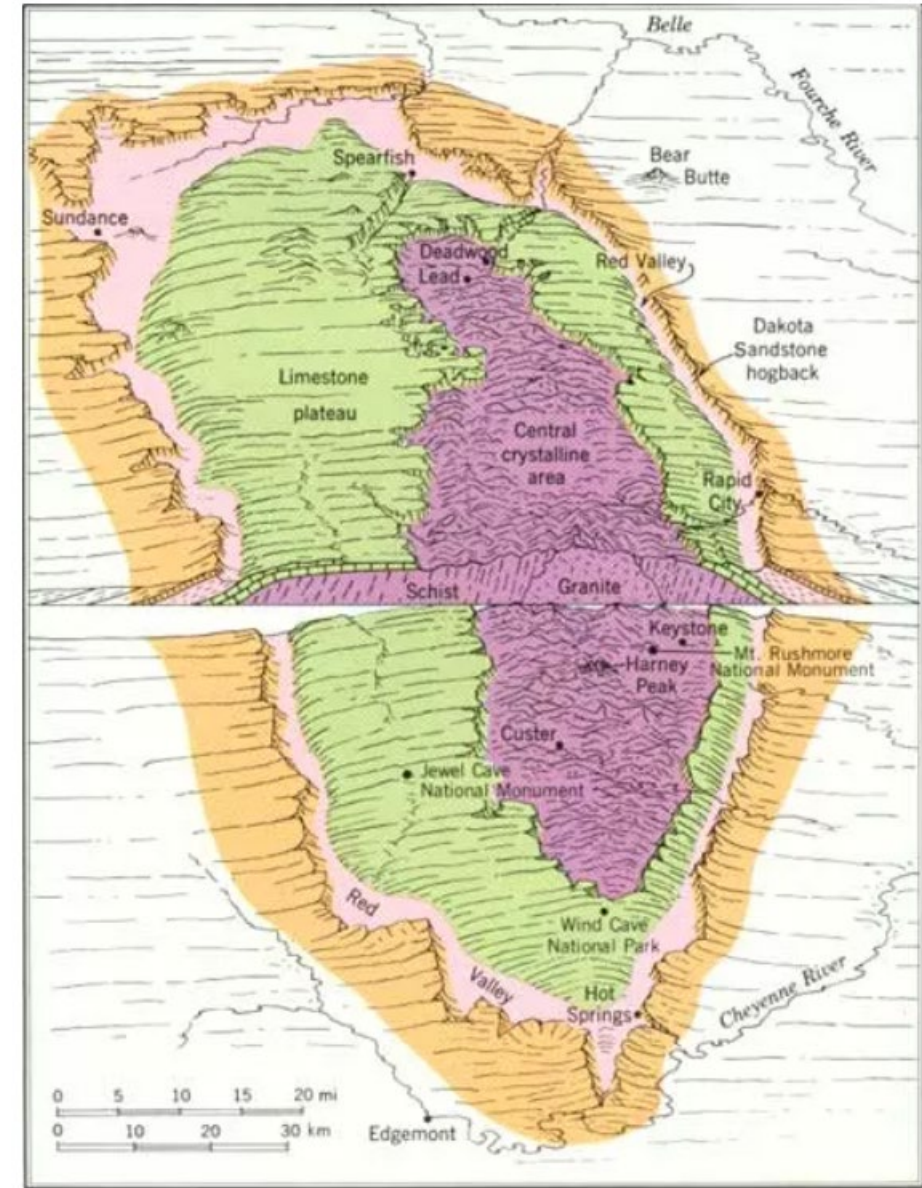 Belle
Fourche River
Bear
Butte
Spearfish
Sundance
Deadwood
Lead
Red Valley
Dakota
Sandstone
hogback
Limestone
plateau
Central
crystalline
area
Rapid
City
Schist
Granite
Keystone
Mt. Rushmore
National Monument
Harney
Peak
Custer
Jewel Cave
National Monument
Red
Valley
Wind Cave
National Park
Hot
Springs
Cheyenne River
0 5 10 15 20 mi
0 10 20 30 km
Edgemont